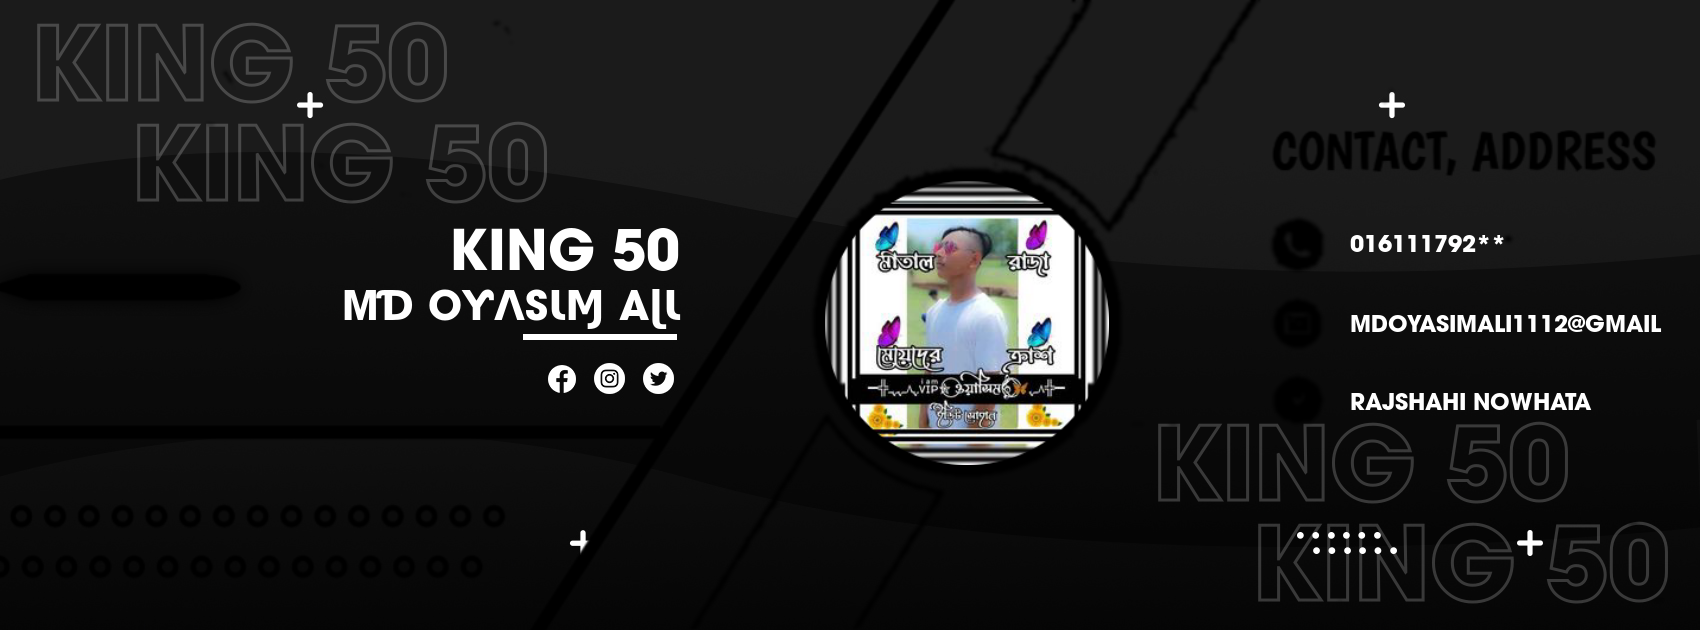 KING 50
KING 50
KING 50
MD OYASIM ALI
মাতাল
রাজা
মেয়েদের
ক্রাশ
i am
VIP
CONTACT, ADDRESS
016111792**
MDOYASIMALI1112@GMAIL
RAJSHAHI NOWHATA
KING 50
KING 50